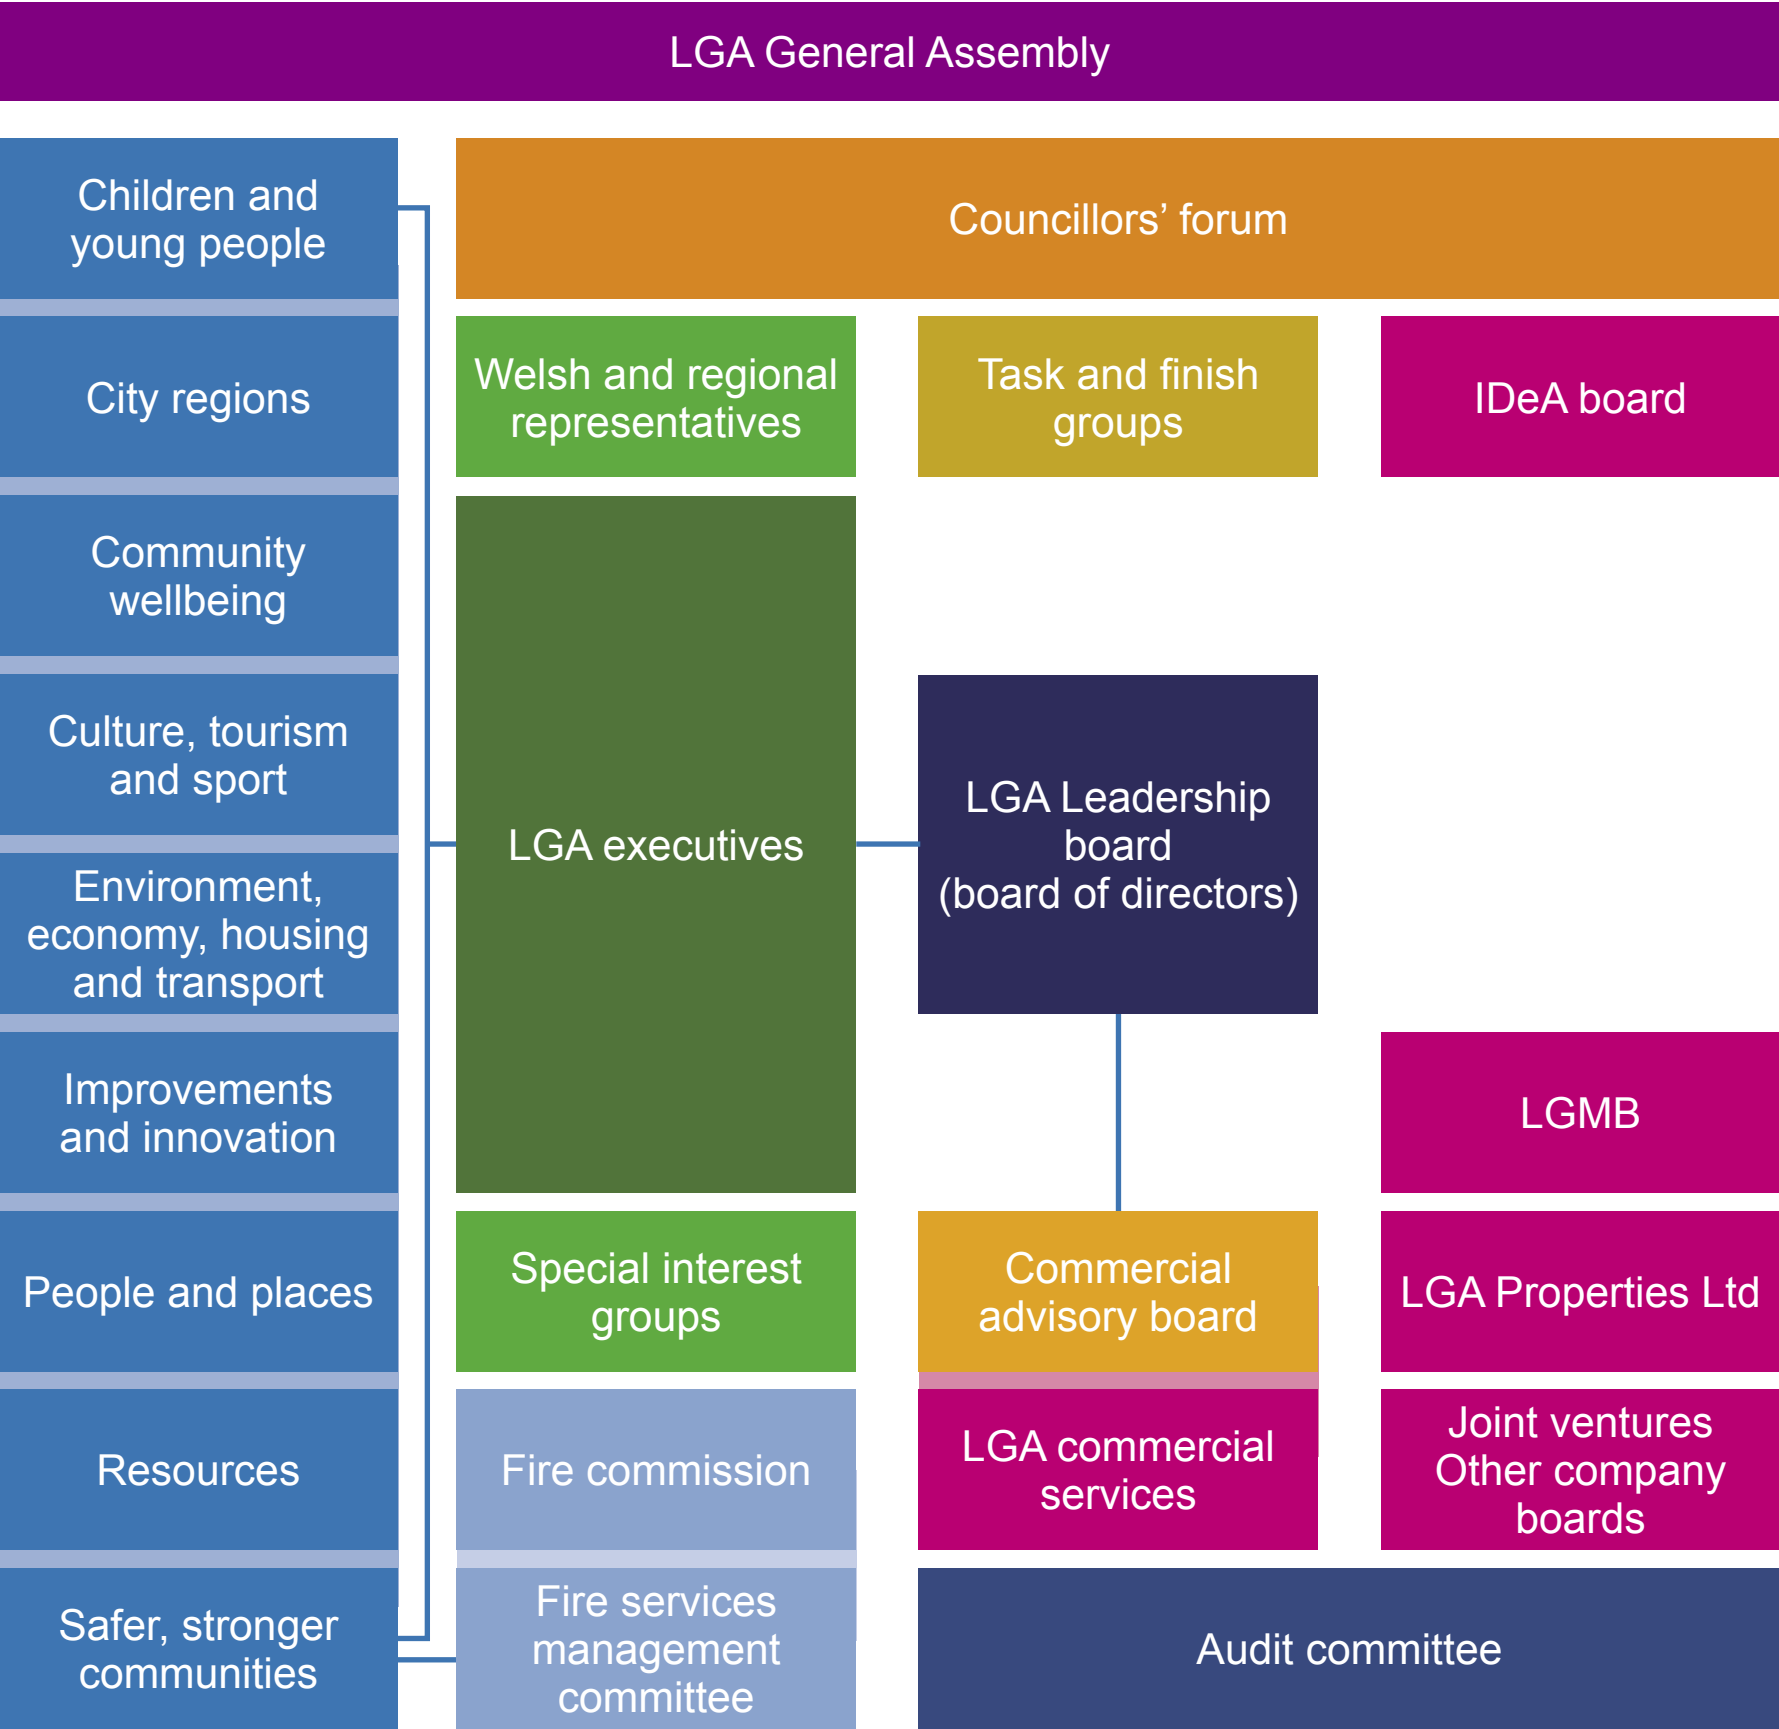 LGA General Assembly
Children and
young people
Councillors’ forum
City regions
Welsh and regional
representatives
Task and finish
groups
IDeA board
Community
wellbeing
Culture, tourism
and sport
LGA executives
LGA Leadership
board
(board of directors)
Environment,
economy, housing
and transport
Improvements
and innovation
LGMB
People and places
Special interest
groups
Commercial
advisory board
LGA Properties Ltd
Resources
Fire commission
LGA commercial
services
Joint ventures
Other company
boards
Safer, stronger
communities
Fire services
management
committee
Audit committee